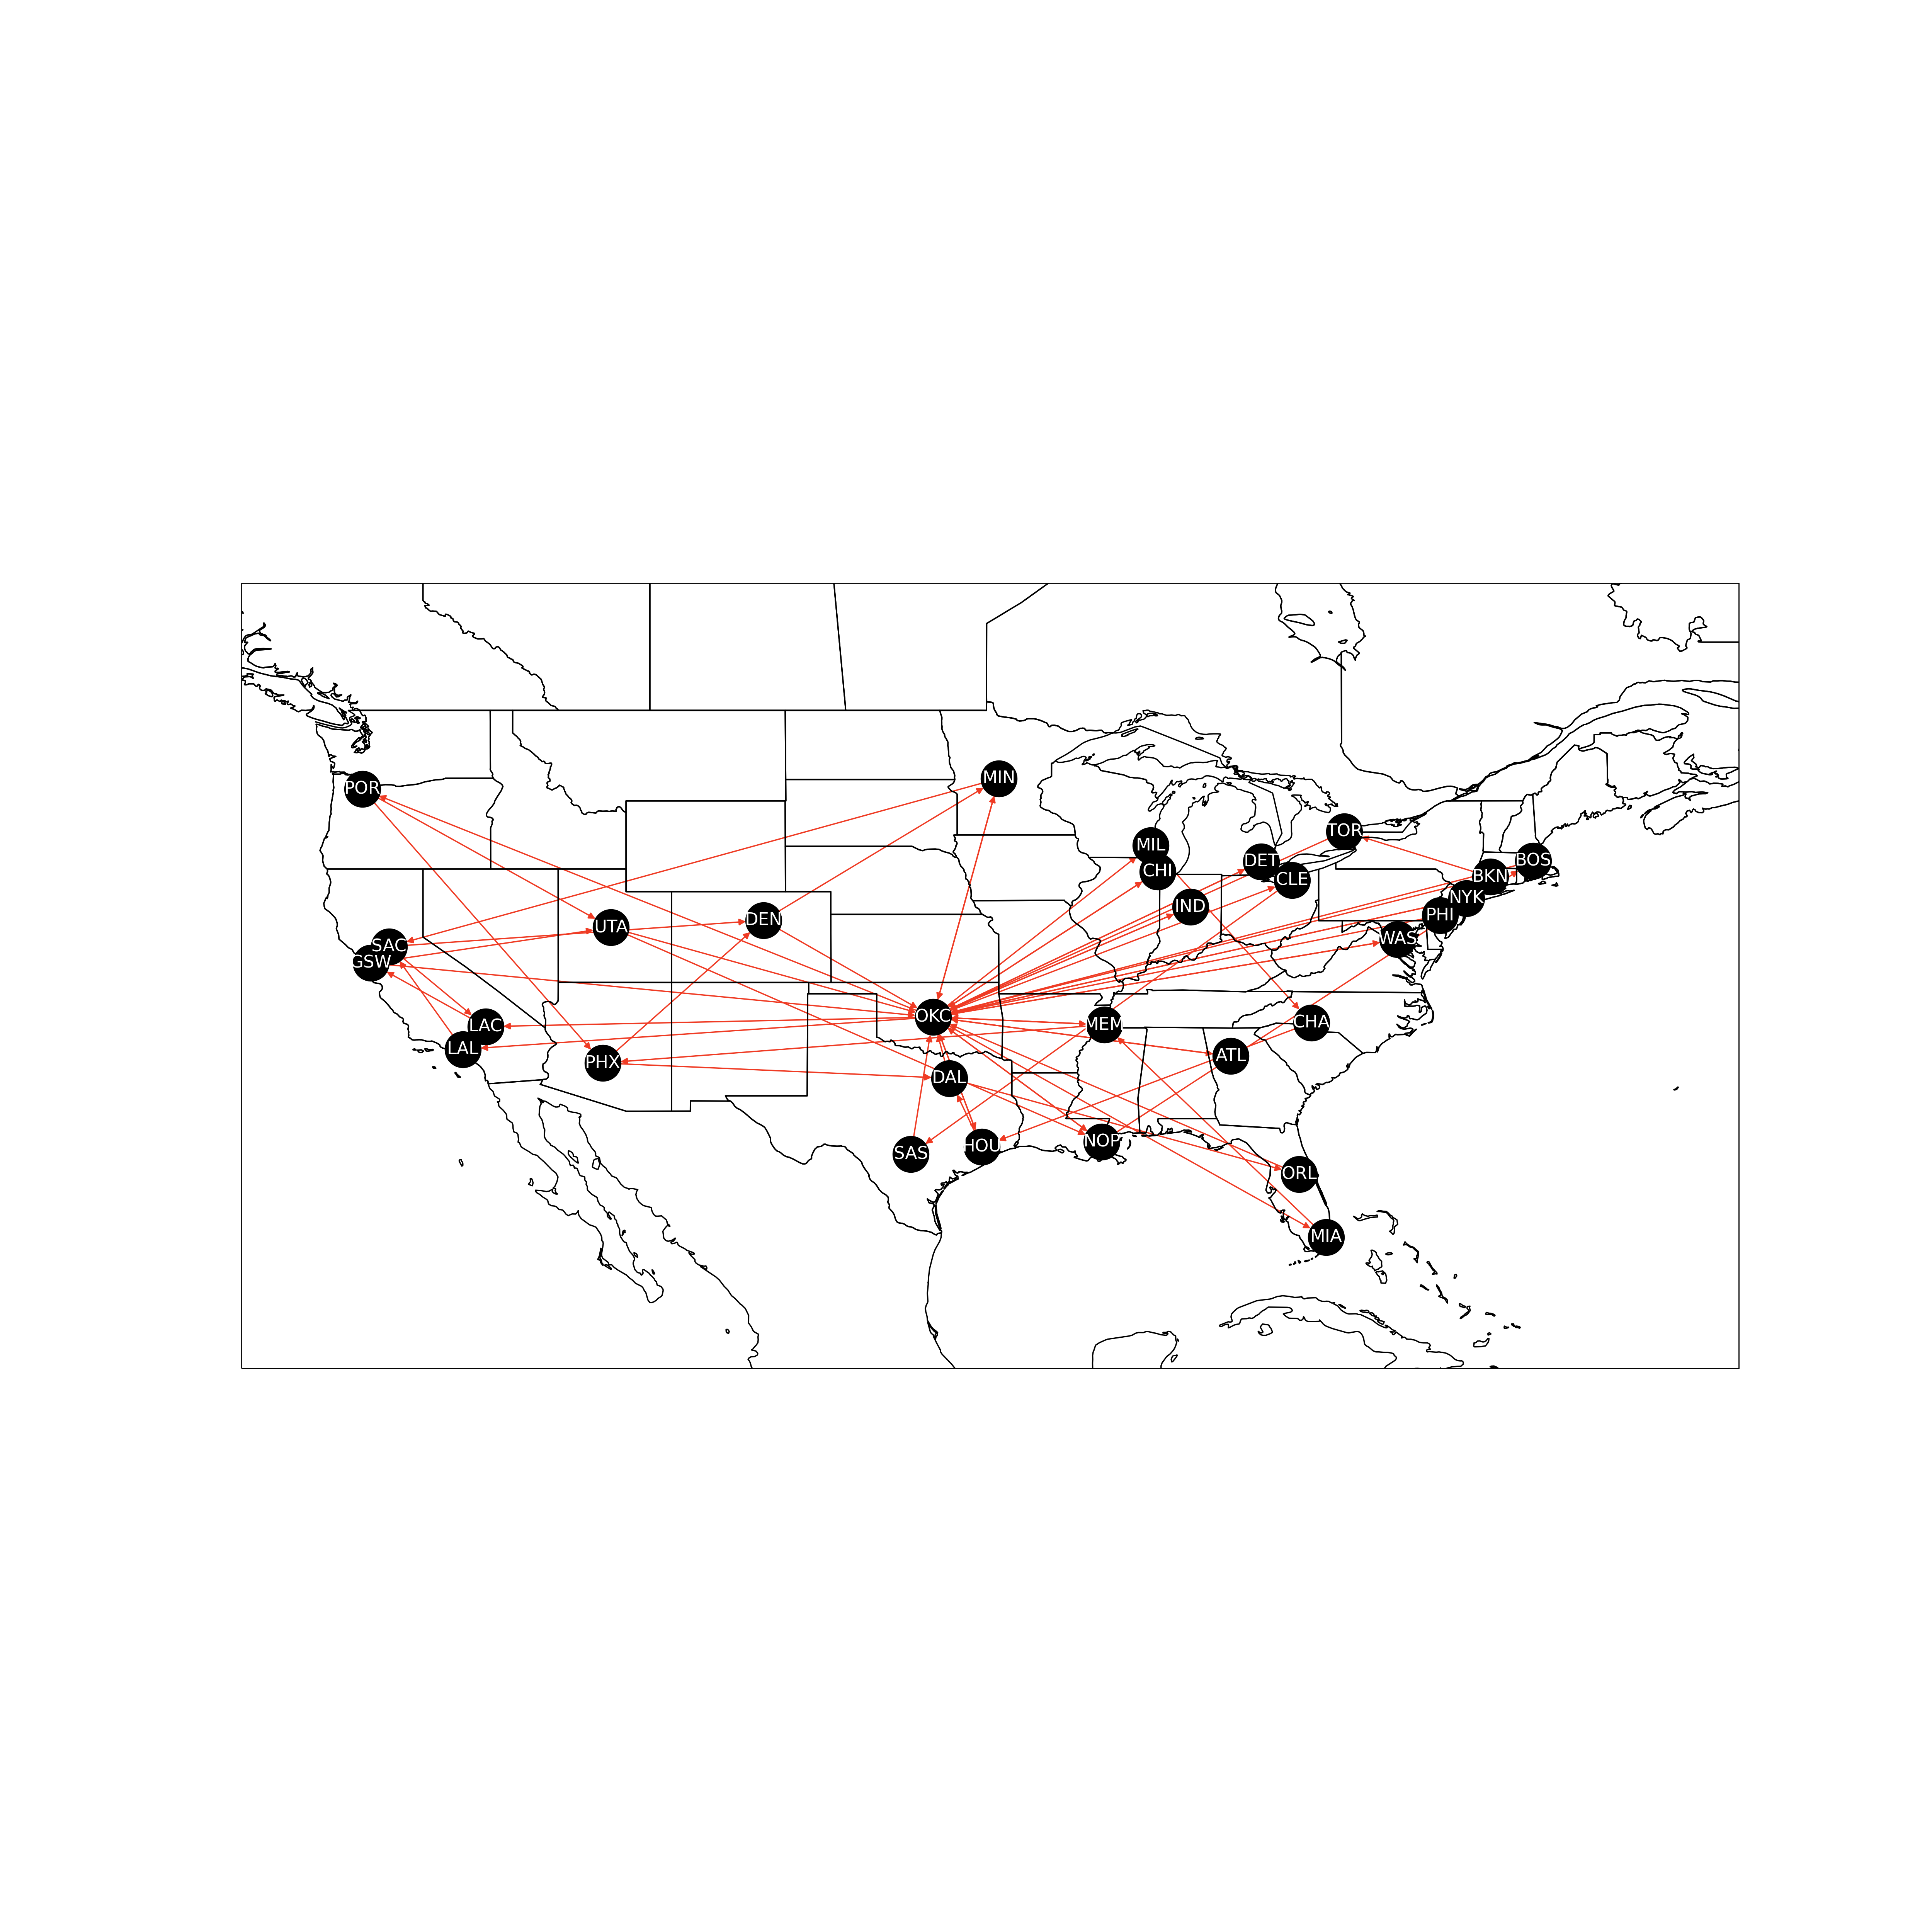 MIN
POR
TOR
MIL
BOS
DET
CHI
BKN
CLE
NYK
IND
PHI
DEN
UTA
WAS
SAC
GSW
OKC
CHA
MEM
LAC
LAL
ATL
PHX
DAL
NOP
HOU
SAS
ORL
MIA